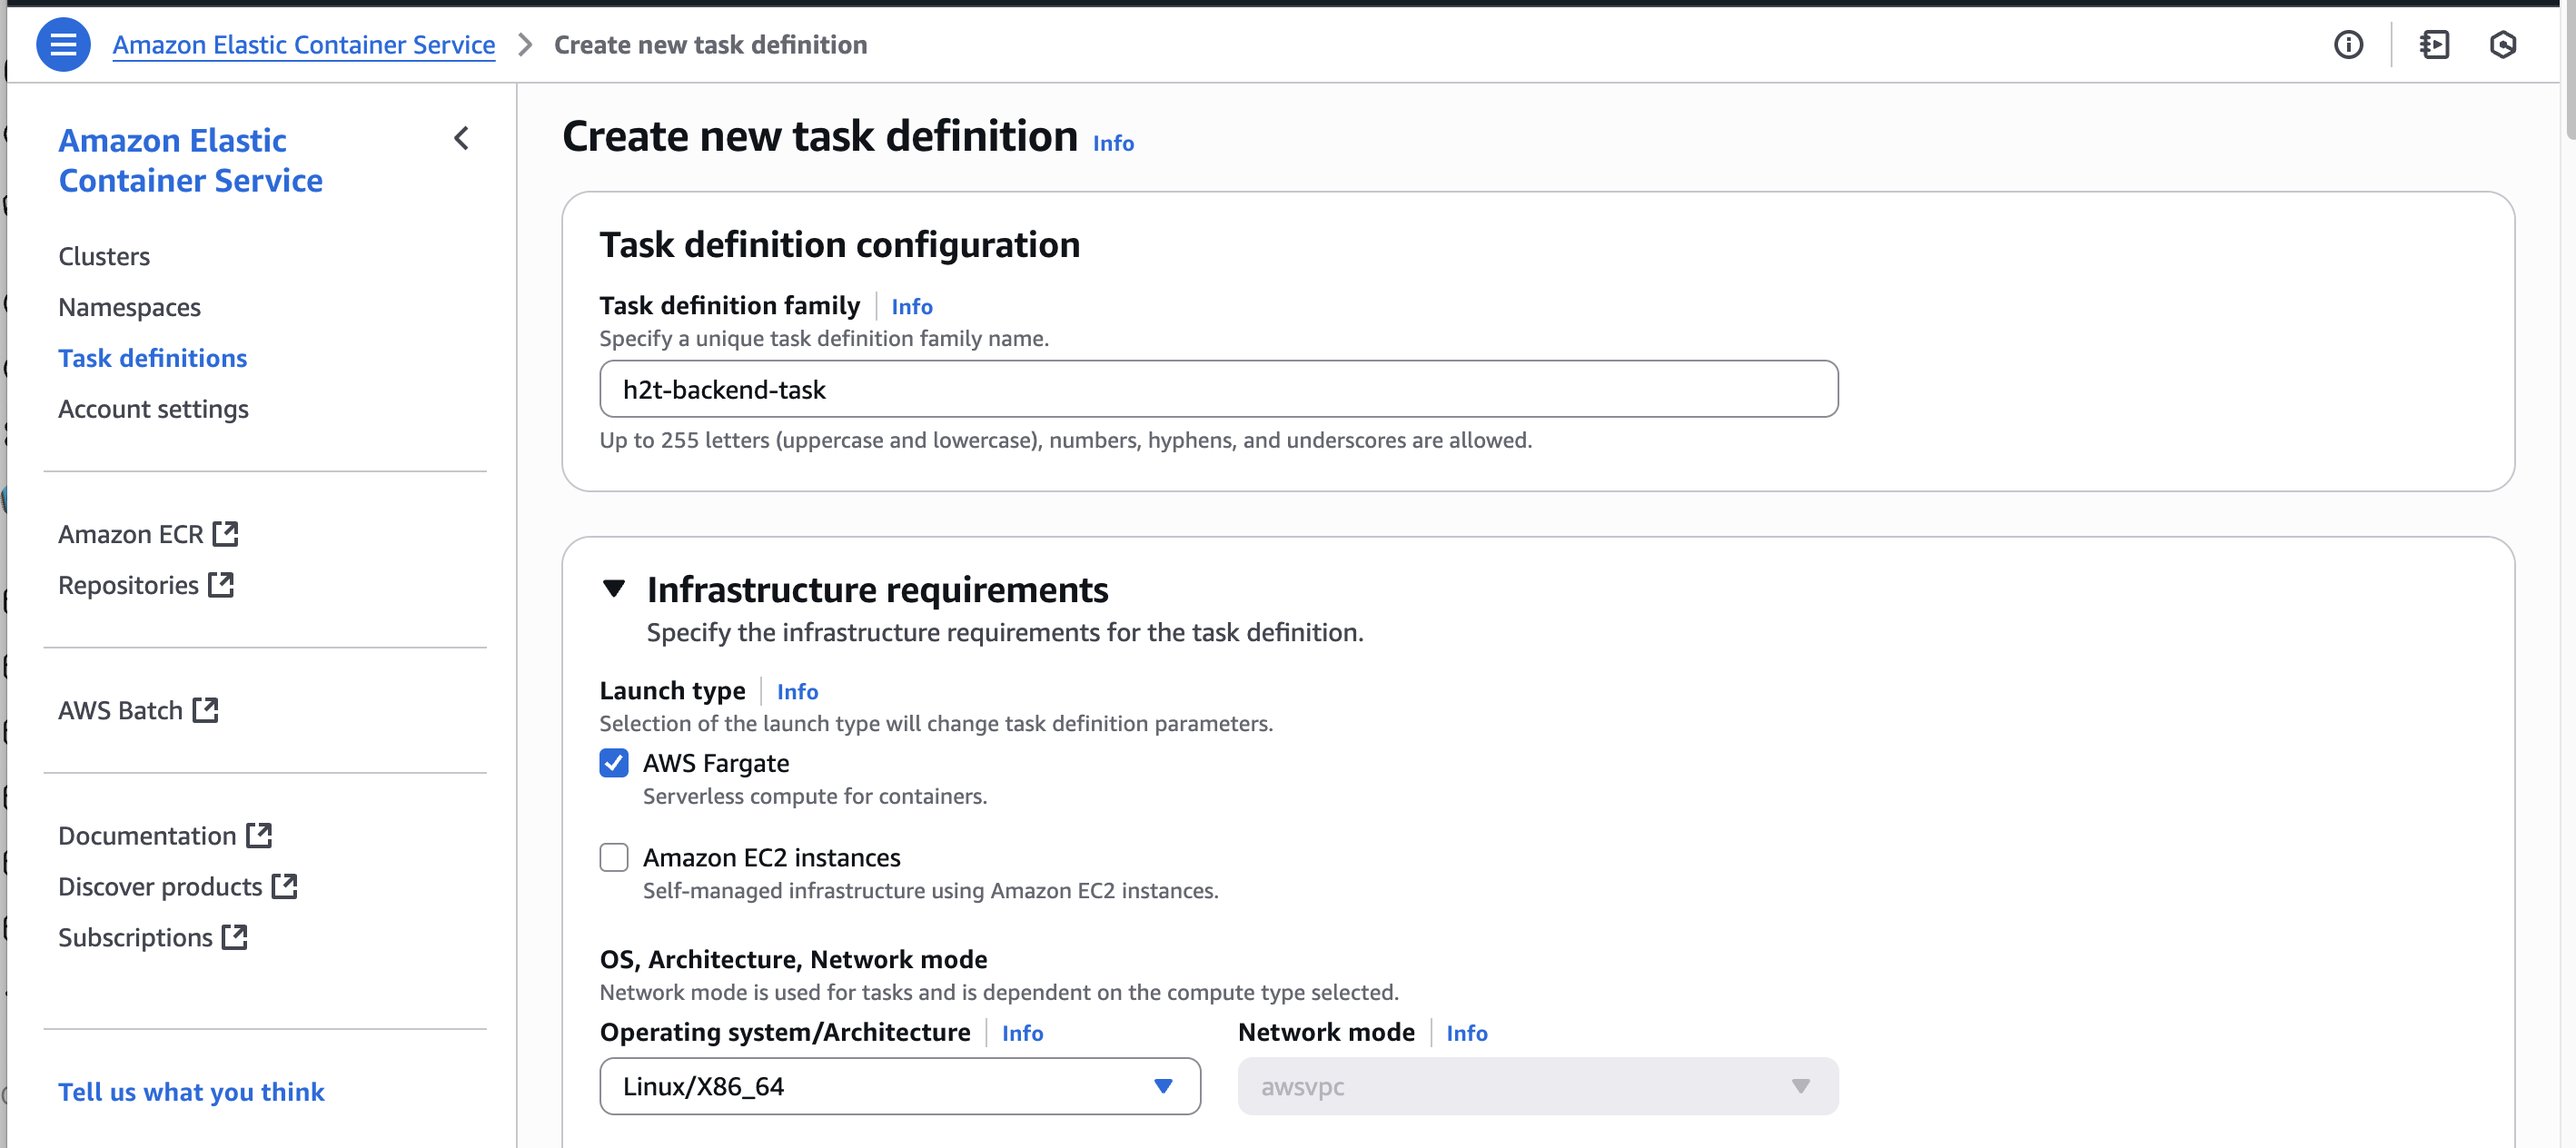 Amazon Elastic Container Service > Create new task definition
Amazon Elastic
Container Service
Clusters
Namespaces
Task definitions
Account settings
Amazon ECR
Repositories
AWS Batch
Documentation
Discover products
Subscriptions
Tell us what you think
Create new task definition Info
Task definition configuration
Task definition family Info
Specify a unique task definition family name.
h2t-backend-task
Up to 255 letters (uppercase and lowercase), numbers, hyphens, and underscores are allowed.
Infrastructure requirements
Specify the infrastructure requirements for the task definition.
Launch type Info
Selection of the launch type will change task definition parameters.
AWS Fargate
Serverless compute for containers.
Amazon EC2 instances
Self-managed infrastructure using Amazon EC2 instances.
OS, Architecture, Network mode
Network mode is used for tasks and is dependent on the compute type selected.
Operating system/Architecture Info
Linux/X86_64
Network mode Info
awsvpc